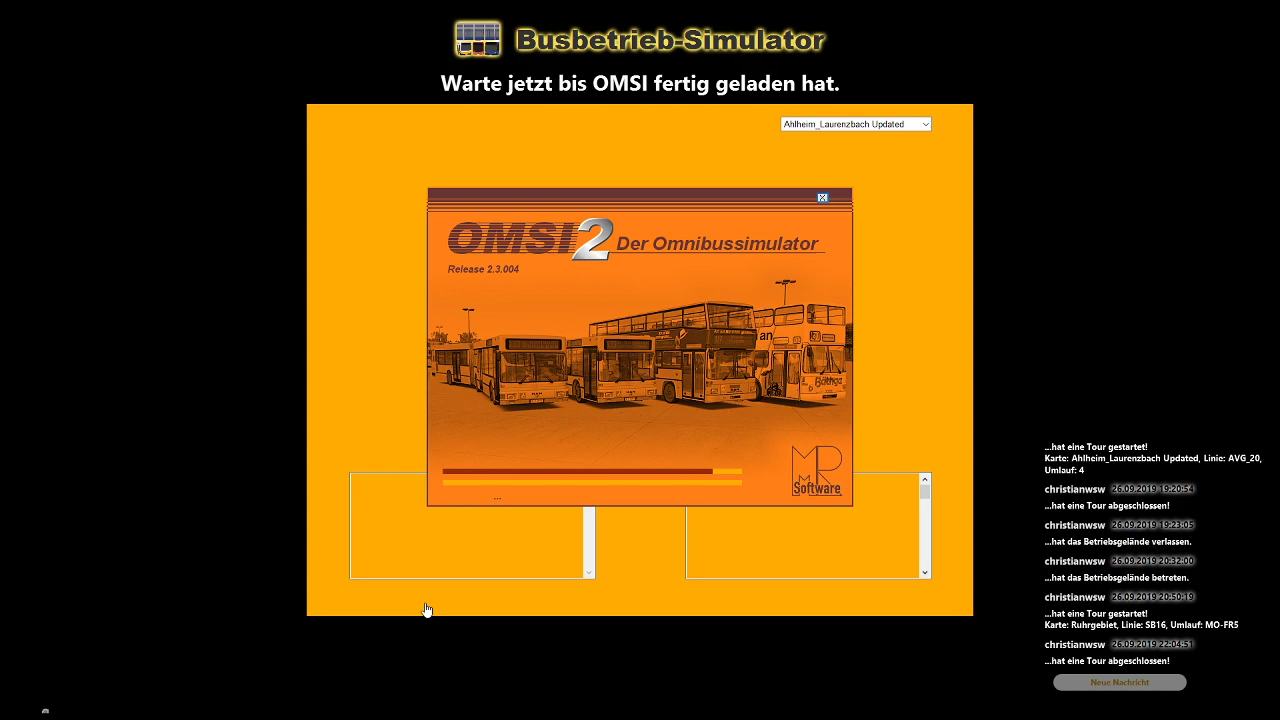 Busbetrieb-Simulator
Warte jetzt bis OMSI fertig geladen hat.
Ahlheim_Laurenzbach Updated
OMSI 2 Der Omnibussimulator
Release 2.3.004
MR Software
...
...hat eine Tour gestartet!
Karte: Ahlheim_Laurenzbach Updated, Linie: AVG_20,
Umlauf: 4
christianwsw 26.09.2019 19:20:54
...hat eine Tour abgeschlossen!
christianwsw 26.09.2019 19:23:05
...hat das Betriebsgelände verlassen.
christianwsw 26.09.2019 20:32:00
...hat das Betriebsgelände betreten.
christianwsw 26.09.2019 20:50:19
...hat eine Tour gestartet!
Karte: Ruhrgebiet, Linie: SB16, Umlauf: MO-FR5
christianwsw 26.09.2019 22:04:51
...hat eine Tour abgeschlossen!
Neue Nachricht